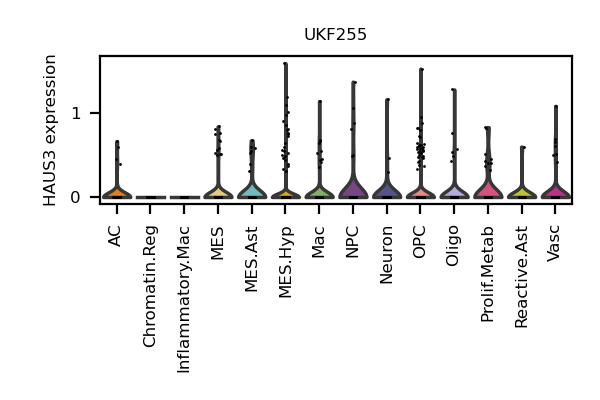 UKF255
HAUS3 expression
1
0
AC
Chromatin.Reg
Inflammatory.Mac
MES
MES.Ast
MES.Hyp
Mac
NPC
Neuron
OPC
Oligo
Prolif.Metab
Reactive.Ast
Vasc